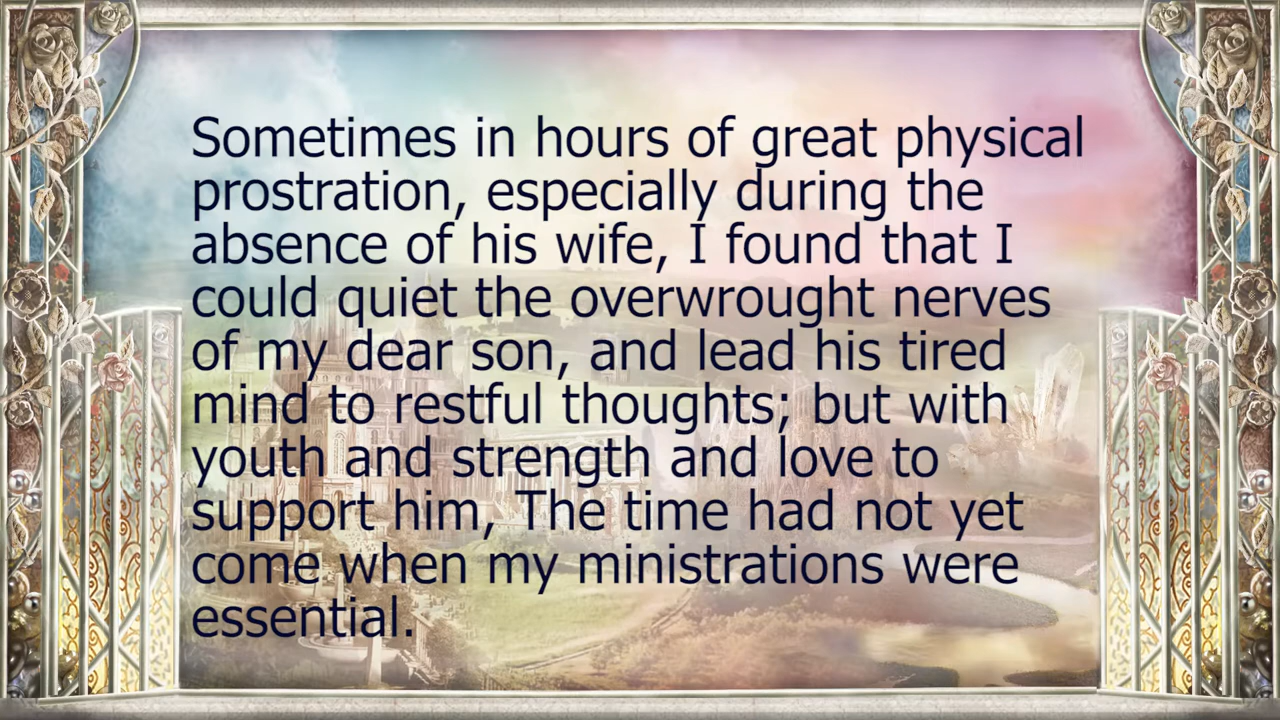 Sometimes in hours of great physical
prostration, especially during the
absence of his wife, I found that I
could quiet the overwrought nerves
of my dear son, and lead his tired
mind to restful thoughts; but with
youth and strength and love to
support him, The time had not yet
come when my ministrations were
essential.